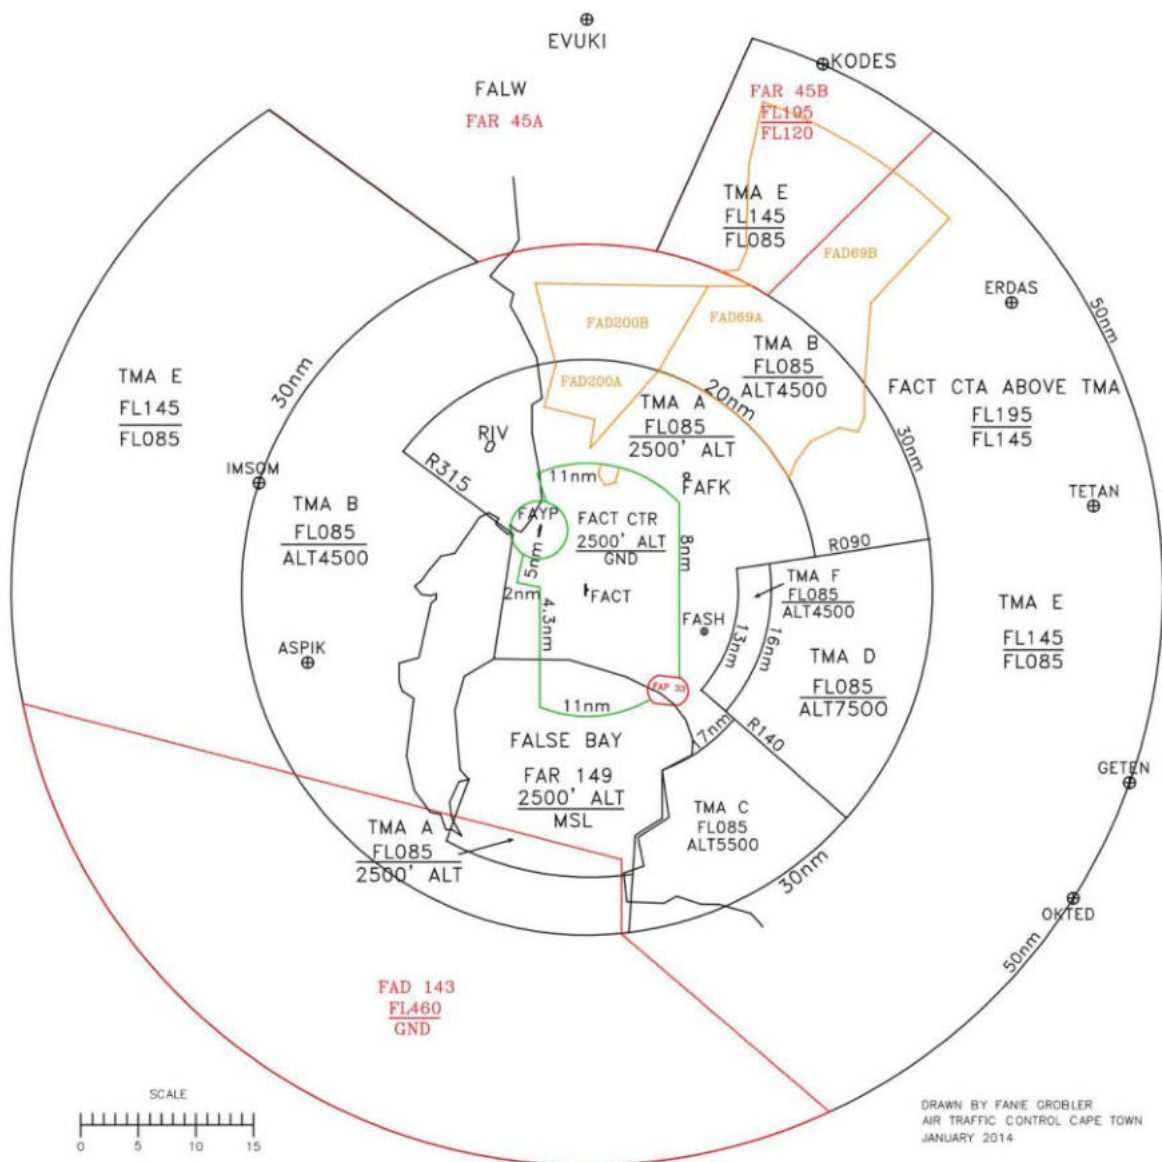 EVUKI
KODES
FALW
FAR 45A
FAR 45B
FL195
FL120
TMA E
FL145
FL085
FAD69B
ERDAS
50nm
FAD200B
FAD69A
TMA B
FL085
ALT4500
TMA E
FL145
FL085
30nm
FAD200A
20nm
TMA A
FL085
2500' ALT
FACT CTA ABOVE TMA
FL195
FL145
30nm
RIV
R315
IMSOM
11nm
FAFK
TETAN
TMA B
FL085
ALT4500
FAYP
FACT CTR
2500' ALT
GND
8nm
R090
5nm
2nm
4.3nm
FACT
TMA F
FL085
ALT4500
FASH
13nm
16nm
TMA E
FL145
FL085
ASPIK
TMA D
FL085
ALT7500
FAP 33
11nm
7nm
R140
FALSE BAY
FAR 149
2500' ALT
MSL
GETEN
TMA A
FL085
2500' ALT
TMA C
FL085
ALT5500
30nm
OKTED
50nm
FAD 143
FL460
GND
SCALE
0 5 10 15
DRAWN BY FANIE GROBLER
AIR TRAFFIC CONTROL CAPE TOWN
JANUARY 2014